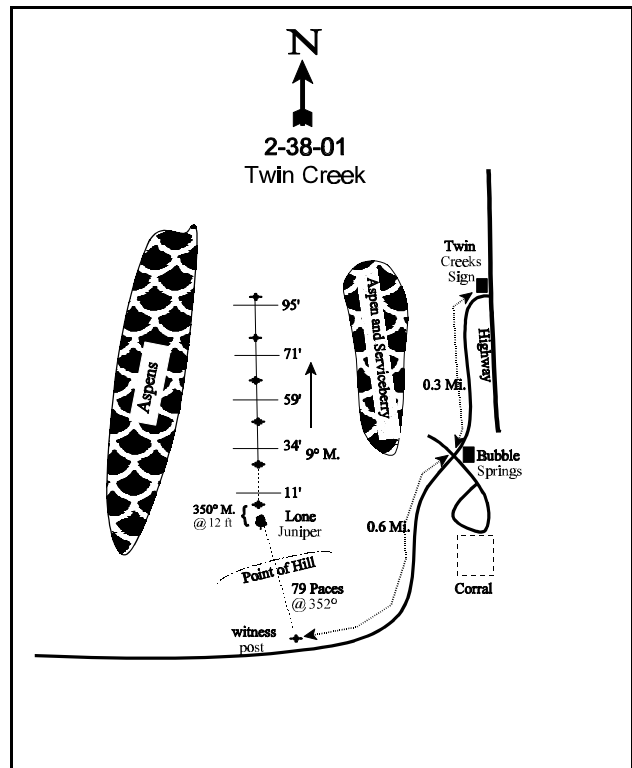 N
2-38-01
Twin Creek
Twin
Creeks
Sign
Highway
0.3 Mi.
Bubble
Springs
Corral
0.6 Mi.
Aspens
Aspen and Serviceberry
95'
71'
59'
34'
11'
9° M.
350° M.
@ 12 ft
Lone
Juniper
Point of Hill
79 Paces
@ 352°
witness
post